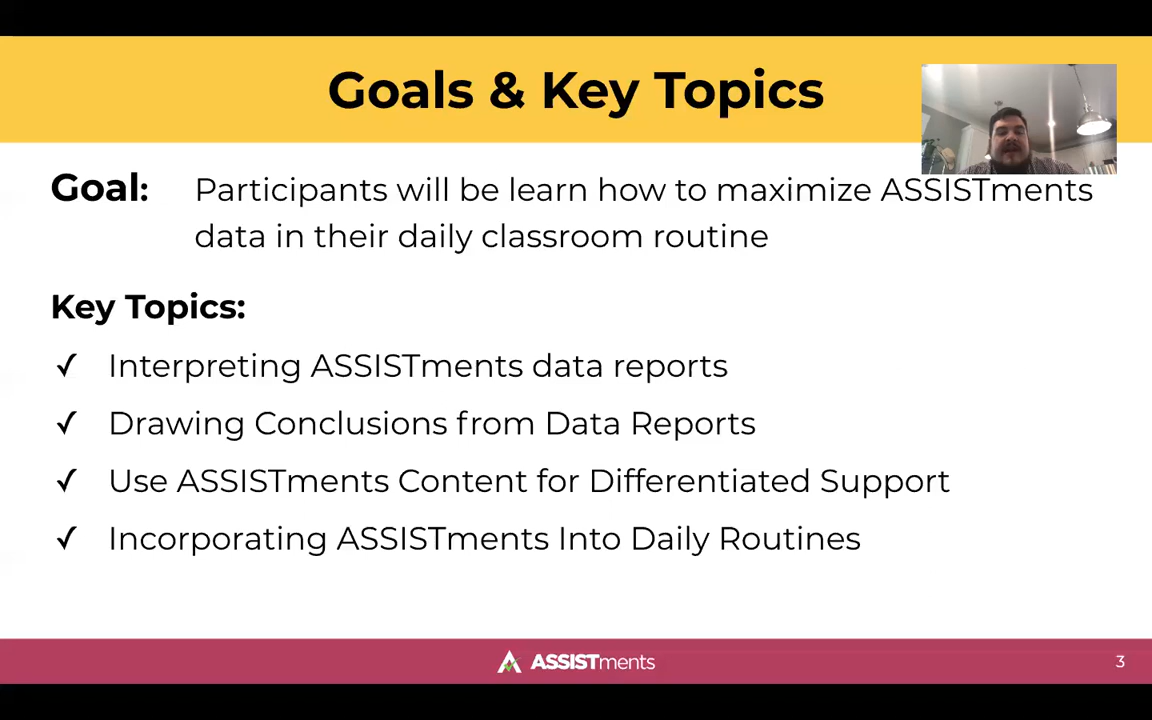 Goals & Key Topics
Goal: Participants will be learn how to maximize ASSISTments
data in their daily classroom routine
Key Topics:
✓ Interpreting ASSISTments data reports
✓ Drawing Conclusions from Data Reports
✓ Use ASSISTments Content for Differentiated Support
✓ Incorporating ASSISTments Into Daily Routines
ASSISTments
3